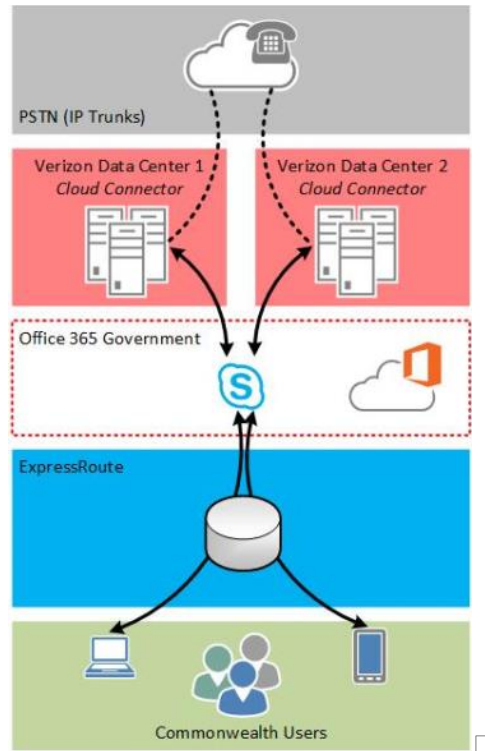 PSTN (IP Trunks)
Verizon Data Center 1
Cloud Connector
Verizon Data Center 2
Cloud Connector
Office 365 Government
S
ExpressRoute
Commonwealth Users